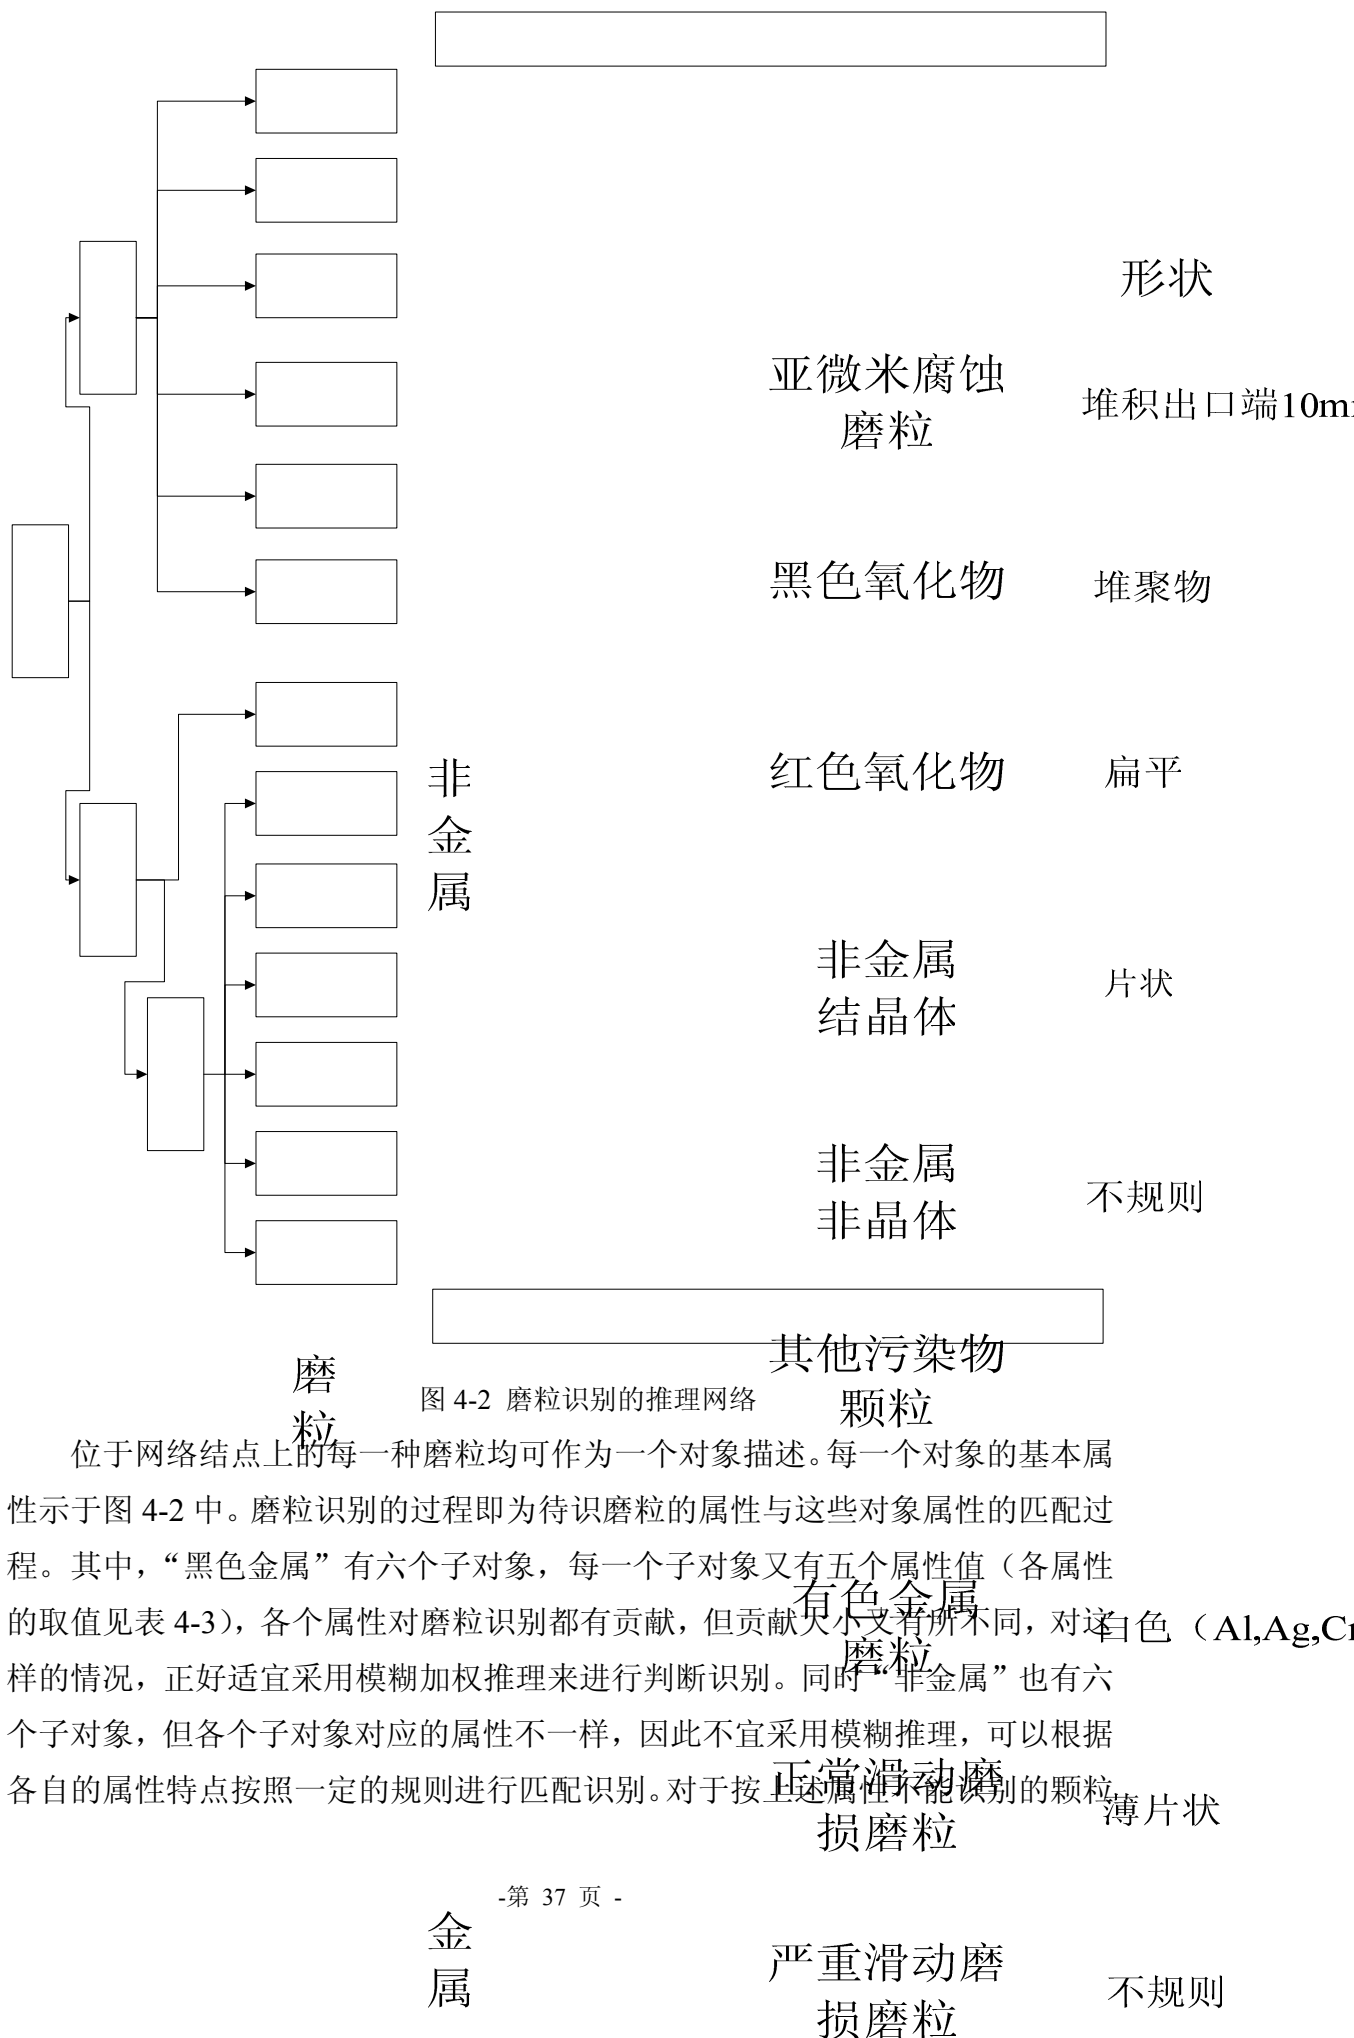 形状
亚微米腐蚀
磨粒
堆积出口端10m
黑色氧化物
堆聚物
红色氧化物
扁平
非
金
属
非金属
结晶体
片状
非金属
非晶体
不规则
其他污染物
颗粒
磨
粒
图 4-2 磨粒识别的推理网络
位于网络结点上的每一种磨粒均可作为一个对象描述。每一个对象的基本属
性示于图 4-2 中。磨粒识别的过程即为待识磨粒的属性与这些对象属性的匹配过
程。其中，“黑色金属”有六个子对象，每一个子对象又有五个属性值（各属性
的取值见表 4-3），各个属性对磨粒识别都有贡献，但贡献大小又有所不同，对这
样的情况，正好适宜采用模糊加权推理来进行判断识别。同时“非金属”也有六
个子对象，但各个子对象对应的属性不一样，因此不宜采用模糊推理，可以根据
各自的属性特点按照一定的规则进行匹配识别。对于按上述属性不能识别的颗粒
有色金属
磨粒
白色（Al,Ag,Cr
正常滑动磨
损磨粒
薄片状
-第 37 页 -
金
属
严重滑动磨
损磨粒
不规则